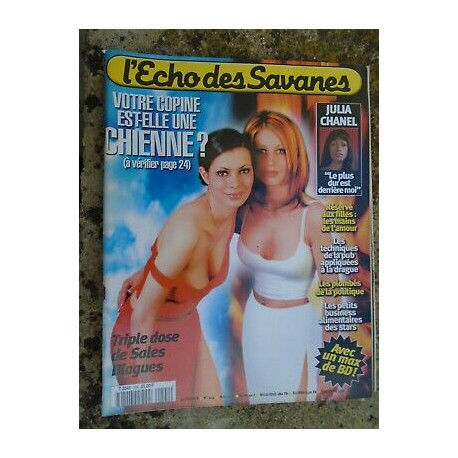 l'Echo des Savanes
VOTRE COPINE
EST-ELLE UNE
CHIENNE ?
(à vérifier page 24)
JULIA
CHANEL
"Le plus
dur est
derrière moi"
Réservé
aux filles :
les mains
de l'amour
Les
techniques
de la pub
appliquées
à la drague
Les plombés
de la politique
Les petits
business
alimentaires
des stars
Avec
un max
de BD !
Triple dose
de Sales
Blagues